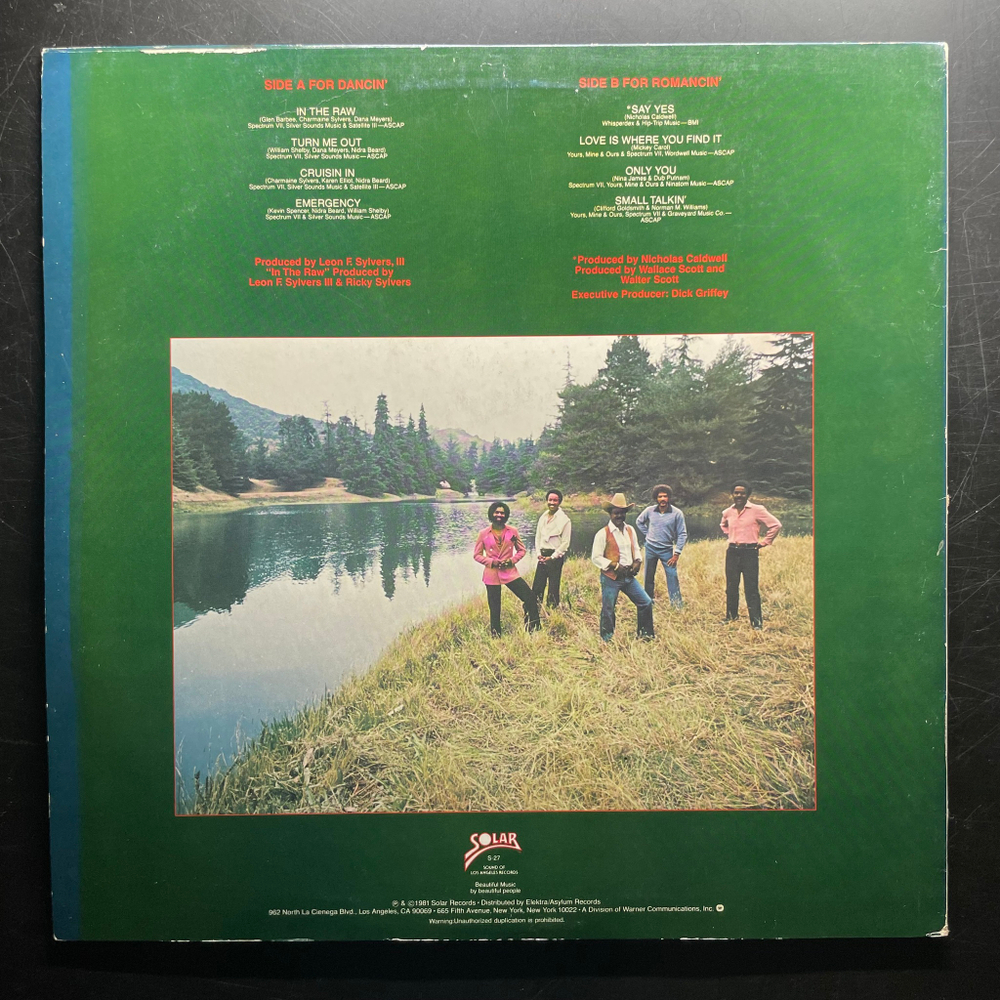 SIDE A FOR DANCIN'
IN THE RAW
(Glen Barbee, Charmaine Sylvers, Dana Meyers)
Spectrum VII, Silver Sounds Music & Satellite III—ASCAP
TURN ME OUT
(William Shelby, Dana Meyers, Nidra Beard)
Spectrum VII, Silver Sounds Music—ASCAP
CRUISIN IN
(Charmaine Sylvers, Karen Elliot, Nidra Beard)
Spectrum VII, Silver Sounds Music & Satellite III—ASCAP
EMERGENCY
(Kevin Spencer, Nidra Beard, William Shelby)
Spectrum VII & Silver Sounds Music—ASCAP
Produced by Leon F. Sylvers, III
"In The Raw" Produced by
Leon F. Sylvers III & Ricky Sylvers
SIDE B FOR ROMANCIN'
*SAY YES
(Nicholas Caldwell)
Whisperdex & Hip-Trip Music—BMI
LOVE IS WHERE YOU FIND IT
(Mickey Carol)
Yours, Mine & Ours & Spectrum VII, Wordwell Music—ASCAP
ONLY YOU
(Nina James & Dub Putnam)
Spectrum VII, Yours, Mine & Ours & Ninatom Music—ASCAP
SMALL TALKIN'
(Clifford Goldsmith & Norman M. Williams)
Yours, Mine & Ours, Spectrum VII & Graveyard Music Co.—
ASCAP
*Produced by Nicholas Caldwell
Produced by Wallace Scott and
Walter Scott
Executive Producer: Dick Griffey
SOLAR
S-27
SOUND OF
LOS ANGELES RECORDS
Beautiful Music
by beautiful people
℗ & ©1981 Solar Records • Distributed by Elektra/Asylum Records
962 North La Cienega Blvd., Los Angeles, CA 90069 • 665 Fifth Avenue, New York, New York 10022 • A Division of Warner Communications, Inc.
Warning:Unauthorized duplication is prohibited.